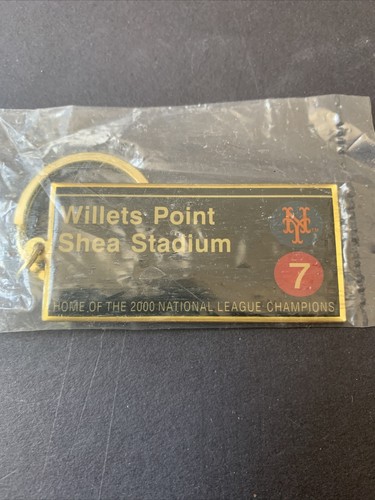 Willets Point
Shea Stadium
NY
7
HOME OF THE 2000 NATIONAL LEAGUE CHAMPIONS